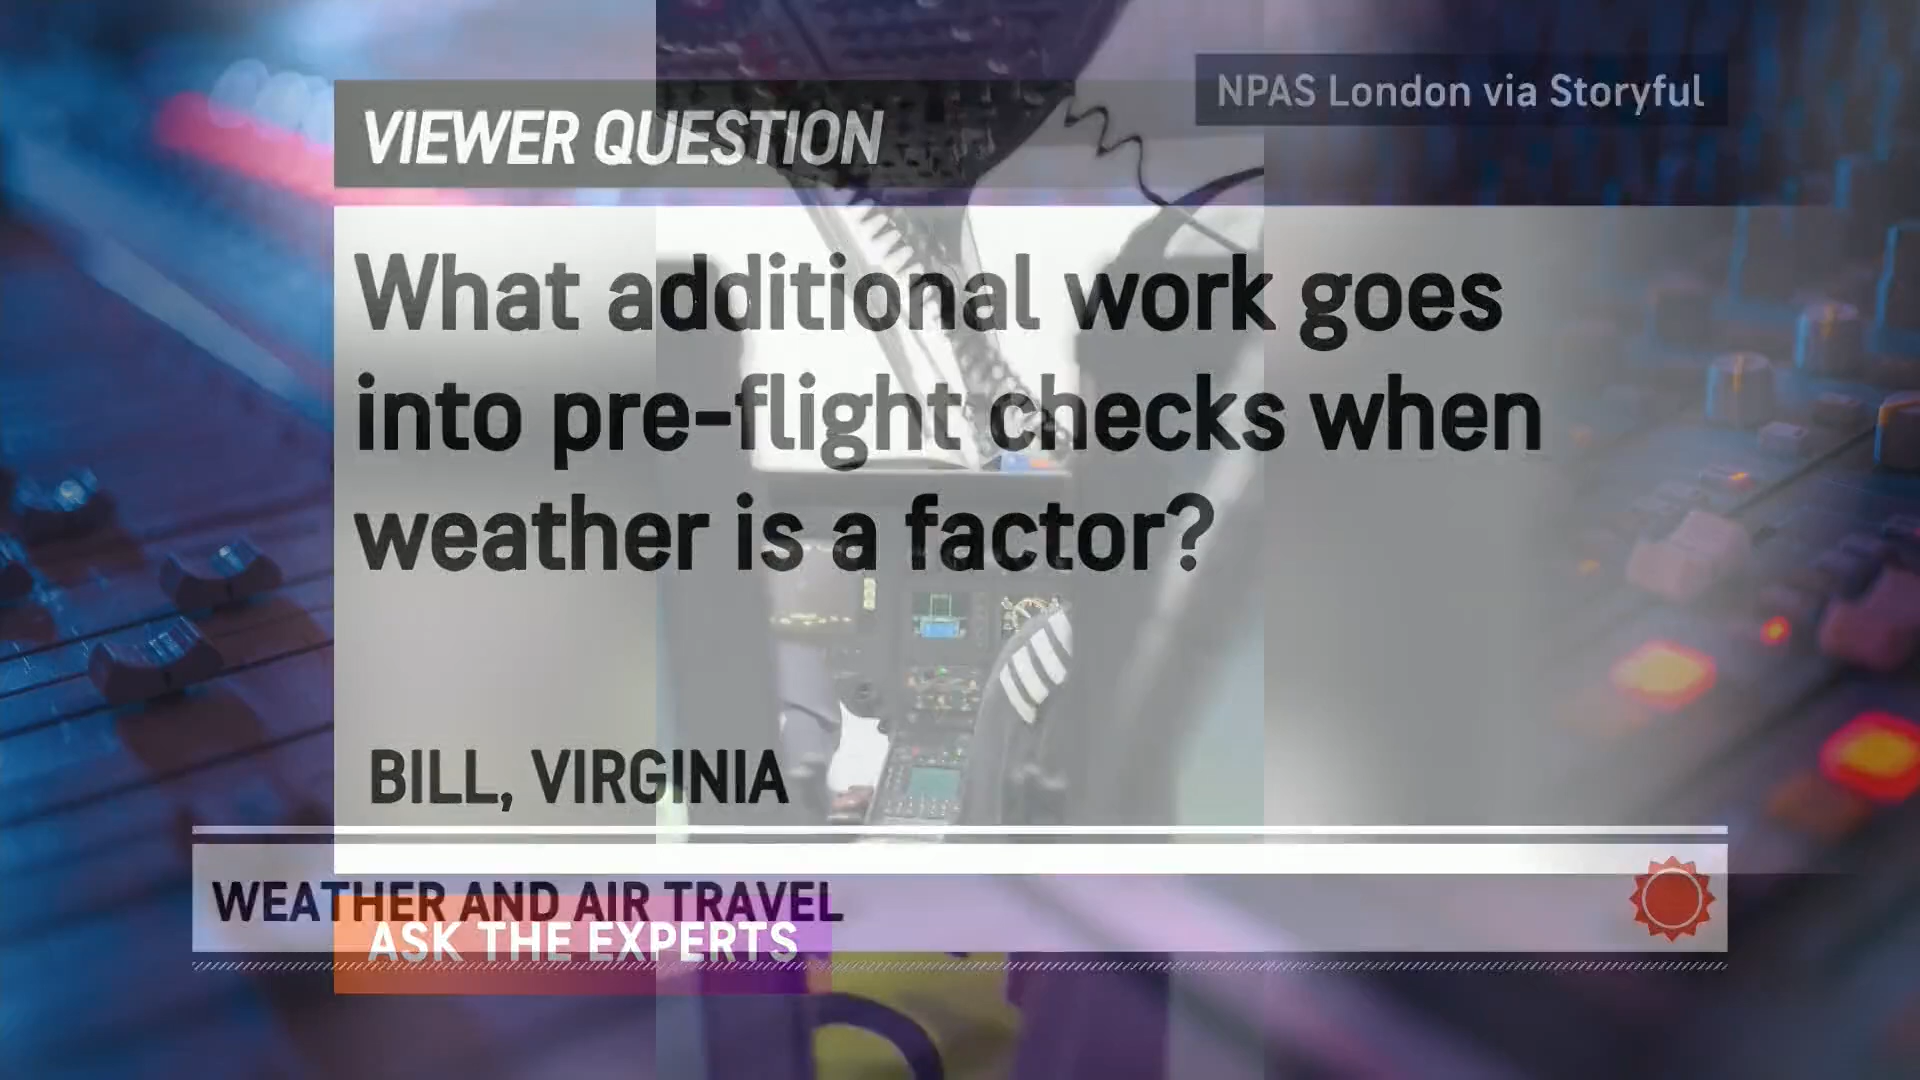 NPAS London via Storyful
VIEWER QUESTION
What additional work goes
into pre-flight checks when
weather is a factor?
BILL, VIRGINIA
WEATHER AND AIR TRAVEL
ASK THE EXPERTS